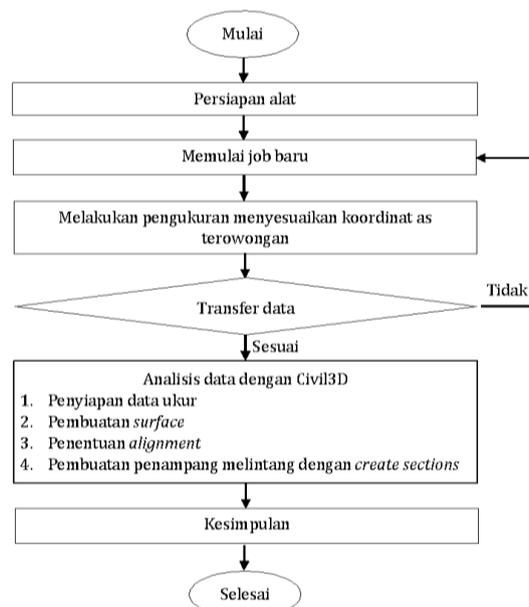 Mulai
Persiapan alat
Memulai job baru
Melakukan pengukuran menyesuaikan koordinat as
terowongan
Tidak
Transfer data
Sesuai
Analisis data dengan Civil3D
1. Penyiapan data ukur
2. Pembuatan surface
3. Penentuan alignment
4. Pembuatan penampang melintang dengan create sections
Kesimpulan
Selesai